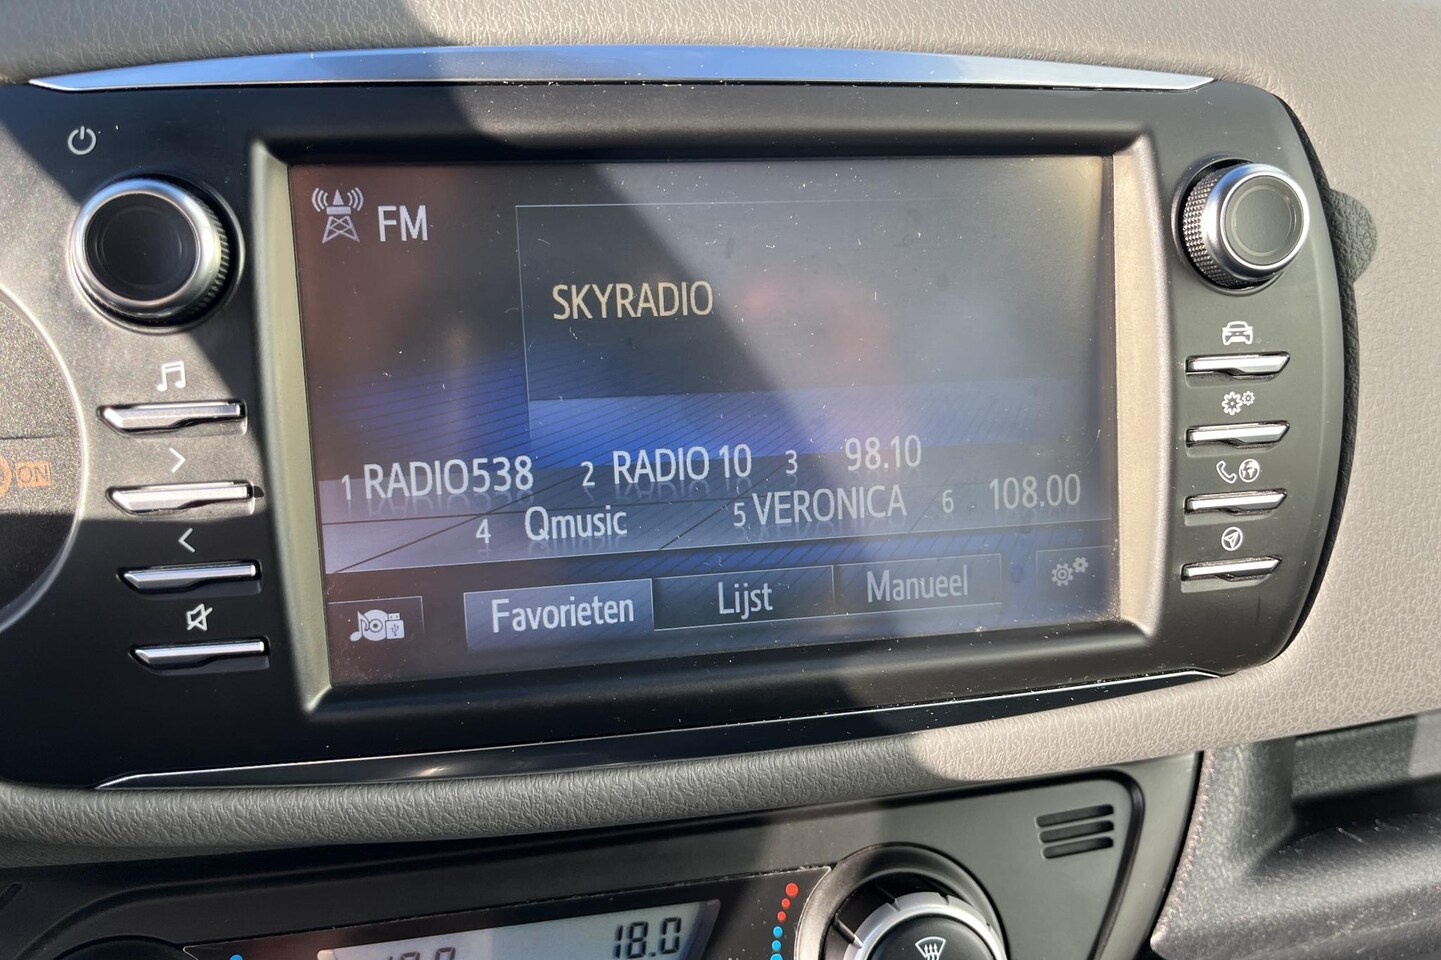 FM
SKYRADIO
1 RADIO538 2 RADIO 10 3 98.10
4 Qmusic 5 VERONICA 6 108.00
Favorieten Lijst Manueel
ON
18.0